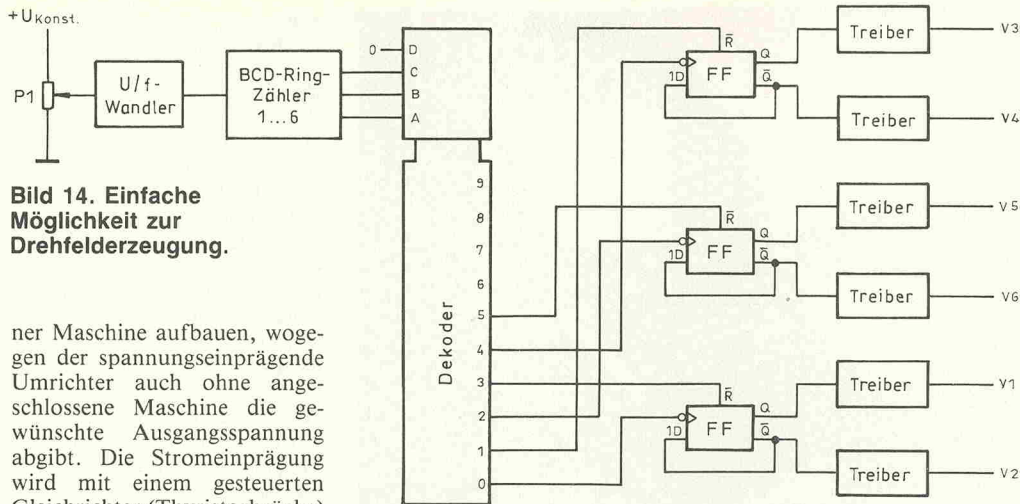 +U Konst.
P1
U/f-
Wandler
BCD-Ring-
Zähler
1...6
0
D
C
B
A
Dekoder
9
8
7
6
5
4
3
2
1
0
R̅
1D
FF
Q
Q̅
Treiber
V3
Treiber
V4
R̅
1D
FF
Q
Q̅
Treiber
V5
Treiber
V6
R̅
1D
FF
Q
Q̅
Treiber
V1
Treiber
V2
Bild 14. Einfache
Möglichkeit zur
Drehfelderzeugung.
ner Maschine aufbauen, woge-
gen der spannungseinprägende
Umrichter auch ohne ange-
schlossene Maschine die ge-
wünschte Ausgangsspannung
abgibt. Die Stromeinprägung
wird mit einem gesteuerten
Gleichrichter (Thyristorbrücke)